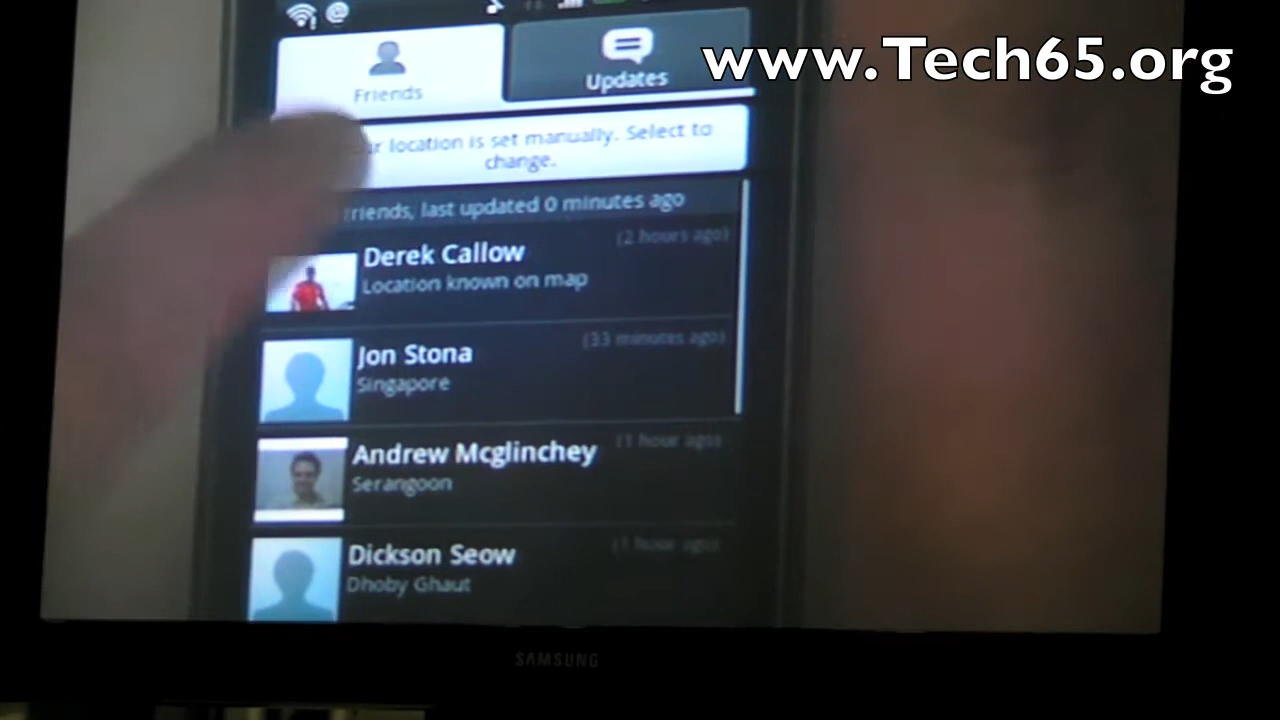 www.Tech65.org
Friends
Updates
location is set manually. Select to
change.
last updated 0 minutes ago
(2 hours ago)
Derek Callow
Location known on map
(33 minutes ago)
Jon Stona
Singapore
(1 hour ago)
Andrew Mcglinchey
Serangoon
(1 hour ago)
Dickson Seow
Dhoby Ghaut
SAMSUNG